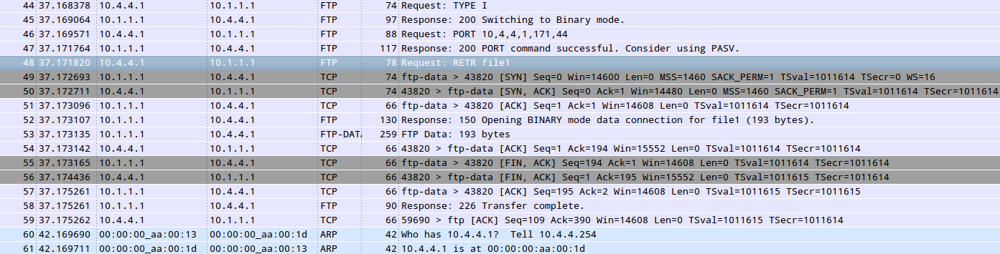 44 37.168378 10.4.4.1 10.1.1.1 FTP 74 Request: TYPE I
45 37.169064 10.1.1.1 10.4.4.1 FTP 97 Response: 200 Switching to Binary mode.
46 37.169571 10.4.4.1 10.1.1.1 FTP 88 Request: PORT 10,4,4,1,171,44
47 37.171764 10.1.1.1 10.4.4.1 FTP 117 Response: 200 PORT command successful. Consider using PASV.
48 37.171820 10.4.4.1 10.1.1.1 FTP 78 Request: RETR file1
49 37.172693 10.1.1.1 10.4.4.1 TCP 74 ftp-data > 43820 [SYN] Seq=0 Win=14600 Len=0 MSS=1460 SACK_PERM=1 TSval=1011614 TSecr=0 WS=16
50 37.172711 10.4.4.1 10.1.1.1 TCP 74 43820 > ftp-data [SYN, ACK] Seq=0 Ack=1 Win=14480 Len=0 MSS=1460 SACK_PERM=1 TSval=1011614 TSecr=1011614
51 37.173096 10.1.1.1 10.4.4.1 TCP 66 ftp-data > 43820 [ACK] Seq=1 Ack=1 Win=14608 Len=0 TSval=1011614 TSecr=1011614
52 37.173107 10.1.1.1 10.4.4.1 FTP 130 Response: 150 Opening BINARY mode data connection for file1 (193 bytes).
53 37.173135 10.1.1.1 10.4.4.1 FTP-DATA 259 FTP Data: 193 bytes
54 37.173142 10.4.4.1 10.1.1.1 TCP 66 43820 > ftp-data [ACK] Seq=1 Ack=194 Win=15552 Len=0 TSval=1011614 TSecr=1011614
55 37.173165 10.1.1.1 10.4.4.1 TCP 66 ftp-data > 43820 [FIN, ACK] Seq=194 Ack=1 Win=14608 Len=0 TSval=1011614 TSecr=1011614
56 37.174436 10.4.4.1 10.1.1.1 TCP 66 43820 > ftp-data [FIN, ACK] Seq=1 Ack=195 Win=15552 Len=0 TSval=1011615 TSecr=1011614
57 37.175261 10.1.1.1 10.4.4.1 TCP 66 ftp-data > 43820 [ACK] Seq=195 Ack=2 Win=14608 Len=0 TSval=1011615 TSecr=1011615
58 37.175261 10.1.1.1 10.4.4.1 FTP 90 Response: 226 Transfer complete.
59 37.175262 10.4.4.1 10.1.1.1 TCP 66 59690 > ftp [ACK] Seq=109 Ack=390 Win=14608 Len=0 TSval=1011615 TSecr=1011614
60 42.169690 00:00:00_aa:00:13 00:00:00_aa:00:1d ARP 42 Who has 10.4.4.1? Tell 10.4.4.254
61 42.169711 00:00:00_aa:00:1d 00:00:00_aa:00:13 ARP 42 10.4.4.1 is at 00:00:00:aa:00:1d